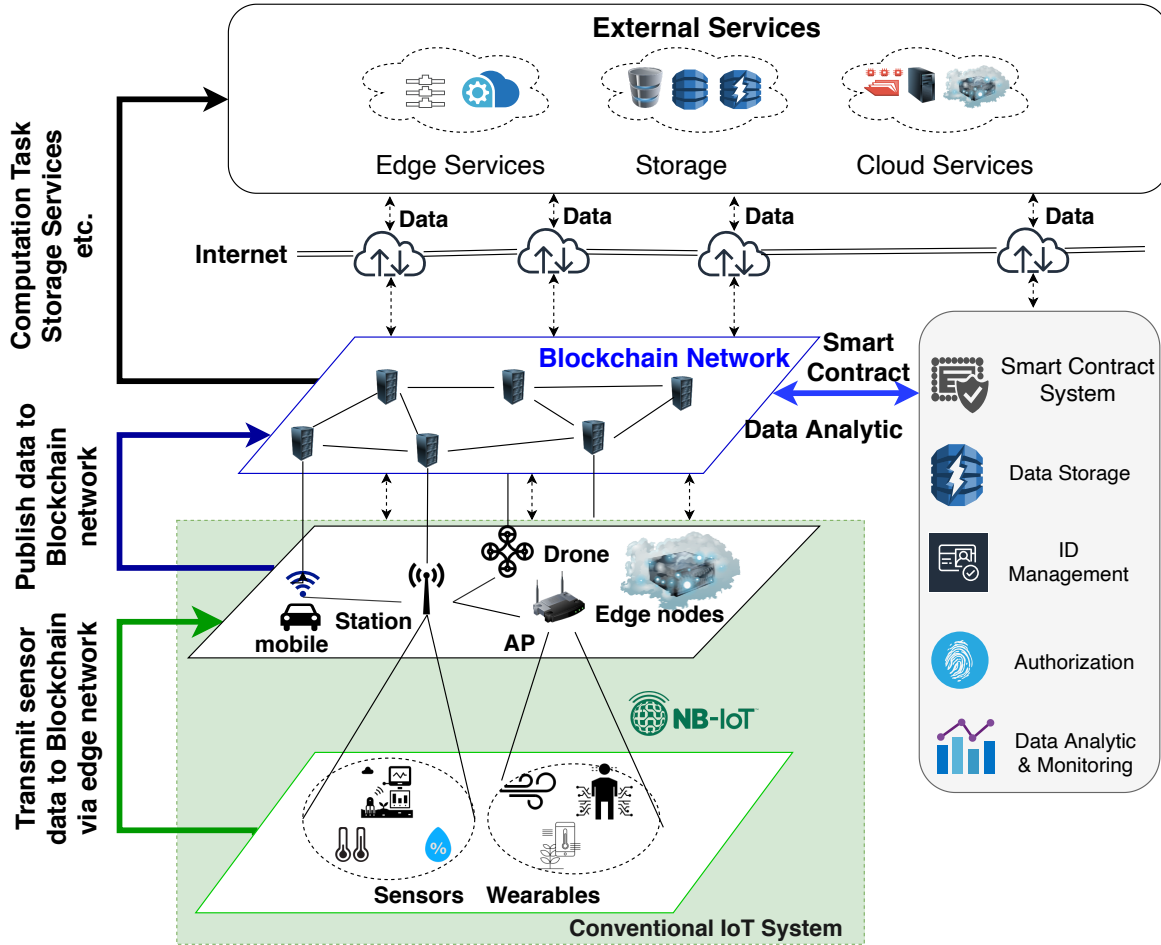 External Services
Edge Services
Storage
Cloud Services
Data
Data
Data
Data
Internet
Computation Task
Storage Services
etc.
Blockchain Network
Smart
Contract
Data Analytic
Smart Contract
System
Data Storage
ID
Management
Authorization
Data Analytic
& Monitoring
Publish data to
Blockchain
network
Drone
Station
mobile
AP
Edge nodes
Transmit sensor
data to Blockchain
via edge network
NB-IoT
%
Sensors
Wearables
Conventional IoT System